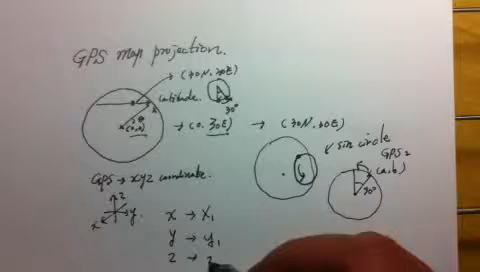 GPS map projection.
→ (30N, 30E)
latitude.
30°
(0,0)
→ (0, 30E) → (30N, 30E)
sin circle
GPS → xyz coordinate.
GPS 2
(a,b)
30°
z
x
y
x → x1
y → y1
z →